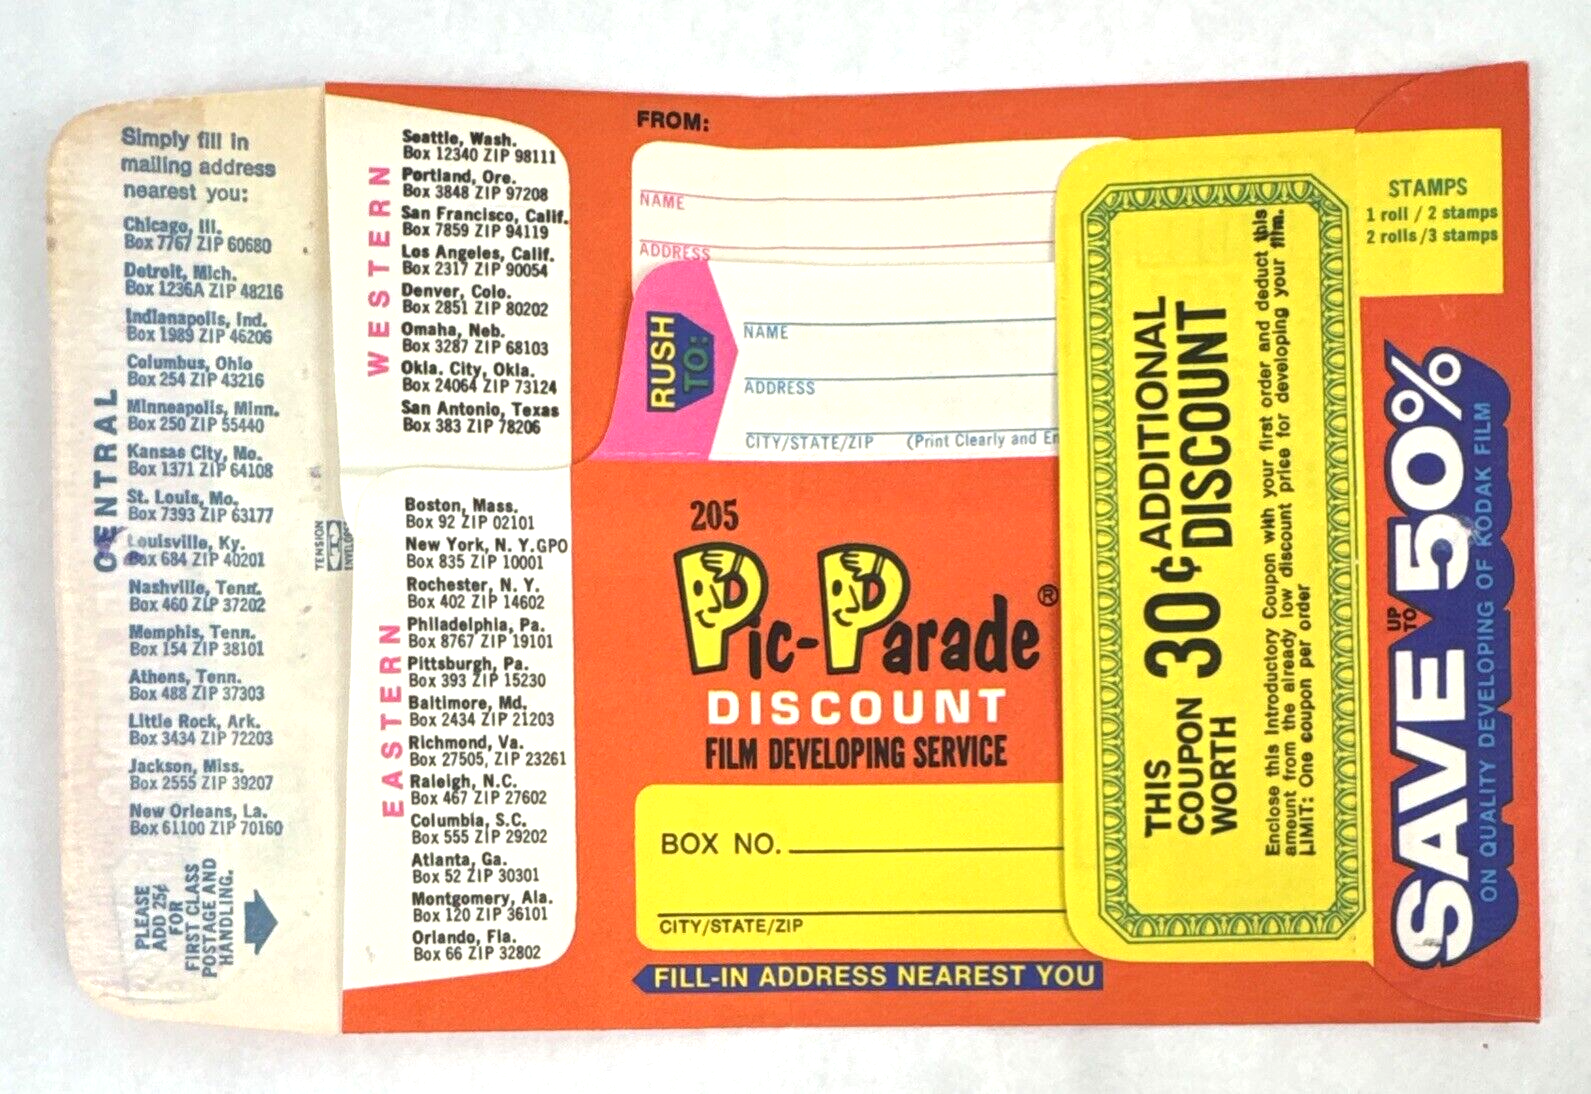 Simply fill in
mailing address
nearest you:
CENTRAL
Chicago, Ill.
Box 7767 ZIP 60680
Detroit, Mich.
Box 1236A ZIP 48216
Indianapolis, Ind.
Box 1989 ZIP 46206
Columbus, Ohio
Box 254 ZIP 43216
Minneapolis, Minn.
Box 250 ZIP 55440
Kansas City, Mo.
Box 1371 ZIP 64108
St. Louis, Mo.
Box 7393 ZIP 63177
Louisville, Ky.
Box 684 ZIP 40201
Nashville, Tenn.
Box 460 ZIP 37202
Memphis, Tenn.
Box 154 ZIP 38101
Athens, Tenn.
Box 488 ZIP 37303
Little Rock, Ark.
Box 3434 ZIP 72203
Jackson, Miss.
Box 2555 ZIP 39207
New Orleans, La.
Box 61100 ZIP 70160
PLEASE
ADD 25¢
FOR
FIRST CLASS
POSTAGE AND
HANDLING.
TENSION
ENVELOPE
WESTERN
Seattle, Wash.
Box 12340 ZIP 98111
Portland, Ore.
Box 3848 ZIP 97208
San Francisco, Calif.
Box 7859 ZIP 94119
Los Angeles, Calif.
Box 2317 ZIP 90054
Denver, Colo.
Box 2851 ZIP 80202
Omaha, Neb.
Box 3287 ZIP 68103
Okla. City, Okla.
Box 24064 ZIP 73124
San Antonio, Texas
Box 383 ZIP 78206
EASTERN
Boston, Mass.
Box 92 ZIP 02101
New York, N. Y. GPO
Box 835 ZIP 10001
Rochester, N. Y.
Box 402 ZIP 14602
Philadelphia, Pa.
Box 8767 ZIP 19101
Pittsburgh, Pa.
Box 393 ZIP 15230
Baltimore, Md.
Box 2434 ZIP 21203
Richmond, Va.
Box 27505, ZIP 23261
Raleigh, N.C.
Box 467 ZIP 27602
Columbia, S.C.
Box 555 ZIP 29202
Atlanta, Ga.
Box 52 ZIP 30301
Montgomery, Ala.
Box 120 ZIP 36101
Orlando, Fla.
Box 66 ZIP 32802
FROM:
NAME
ADDRESS
RUSH
TO:
NAME
ADDRESS
CITY/STATE/ZIP (Print Clearly and
205
Pic-Parade®
DISCOUNT
FILM DEVELOPING SERVICE
BOX NO.
CITY/STATE/ZIP
FILL-IN ADDRESS NEAREST YOU
THIS
COUPON
WORTH
30¢
ADDITIONAL
DISCOUNT
Enclose this Introductory Coupon with your first order and deduct this
amount from the already low discount price for developing your film.
LIMIT: One coupon per order
STAMPS
1 roll / 2 stamps
2 rolls / 3 stamps
SAVE UP TO 50%
ON QUALITY DEVELOPING OF KODAK FILM